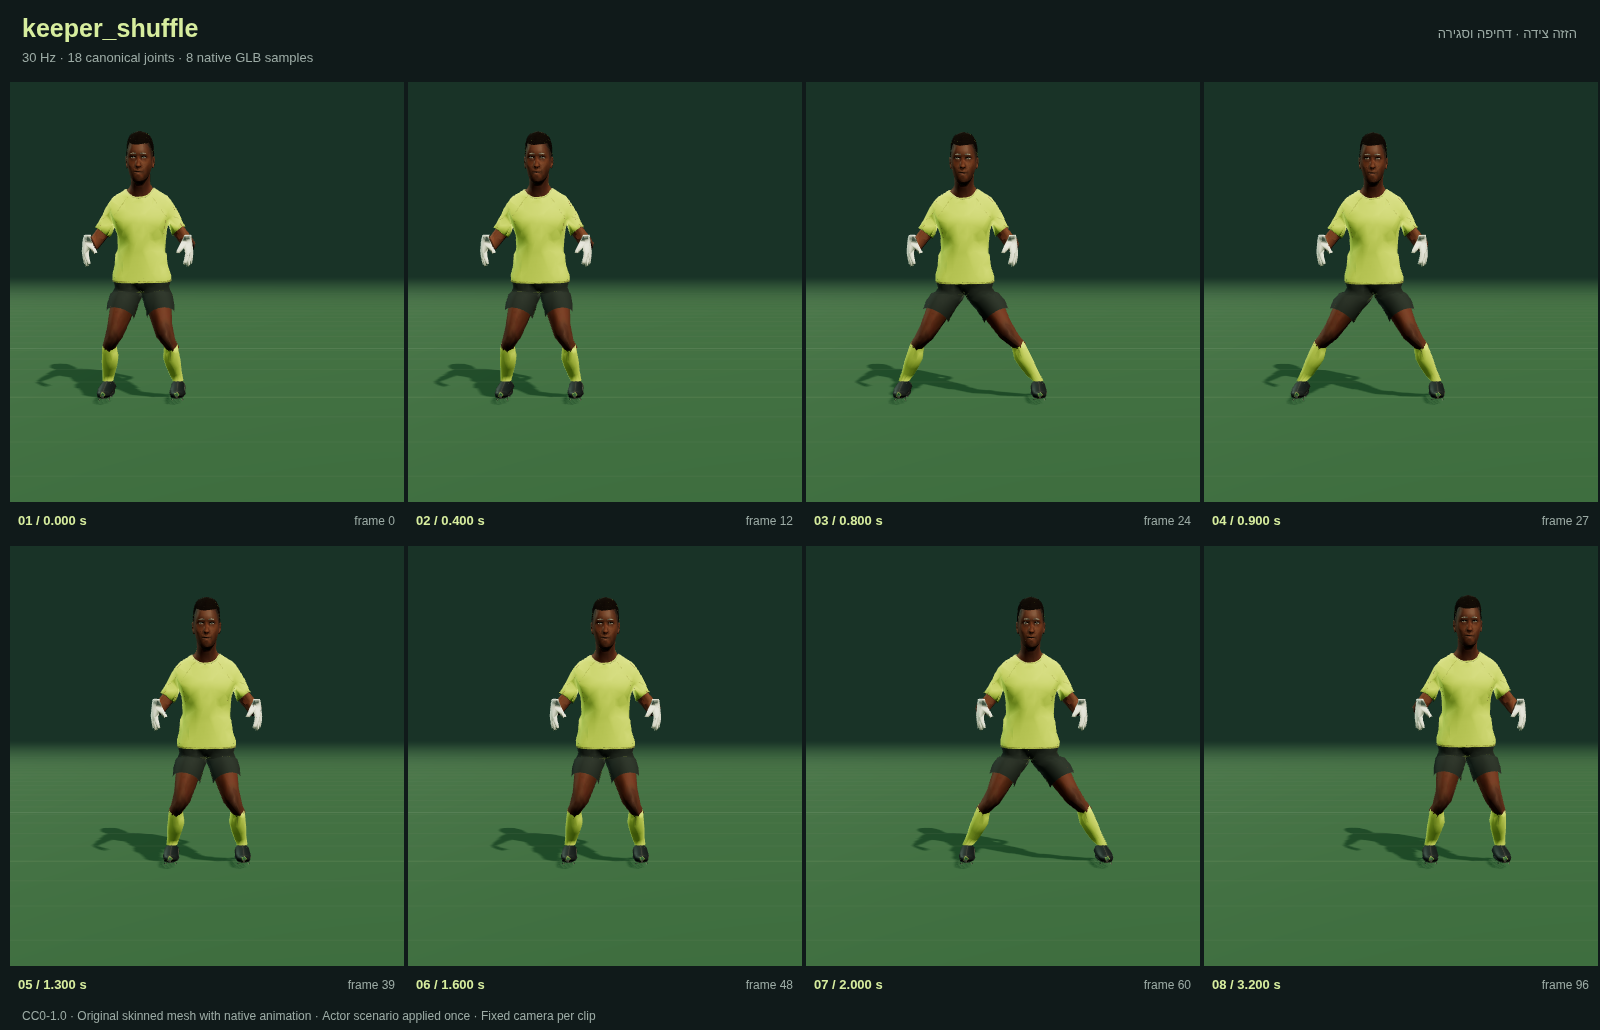 keeper_shuffle
הזזה צידה · דחיפה וסגירה
30 Hz · 18 canonical joints · 8 native GLB samples
01 / 0.000 s frame 0
02 / 0.400 s frame 12
03 / 0.800 s frame 24
04 / 0.900 s frame 27
05 / 1.300 s frame 39
06 / 1.600 s frame 48
07 / 2.000 s frame 60
08 / 3.200 s frame 96
CC0-1.0 · Original skinned mesh with native animation · Actor scenario applied once · Fixed camera per clip